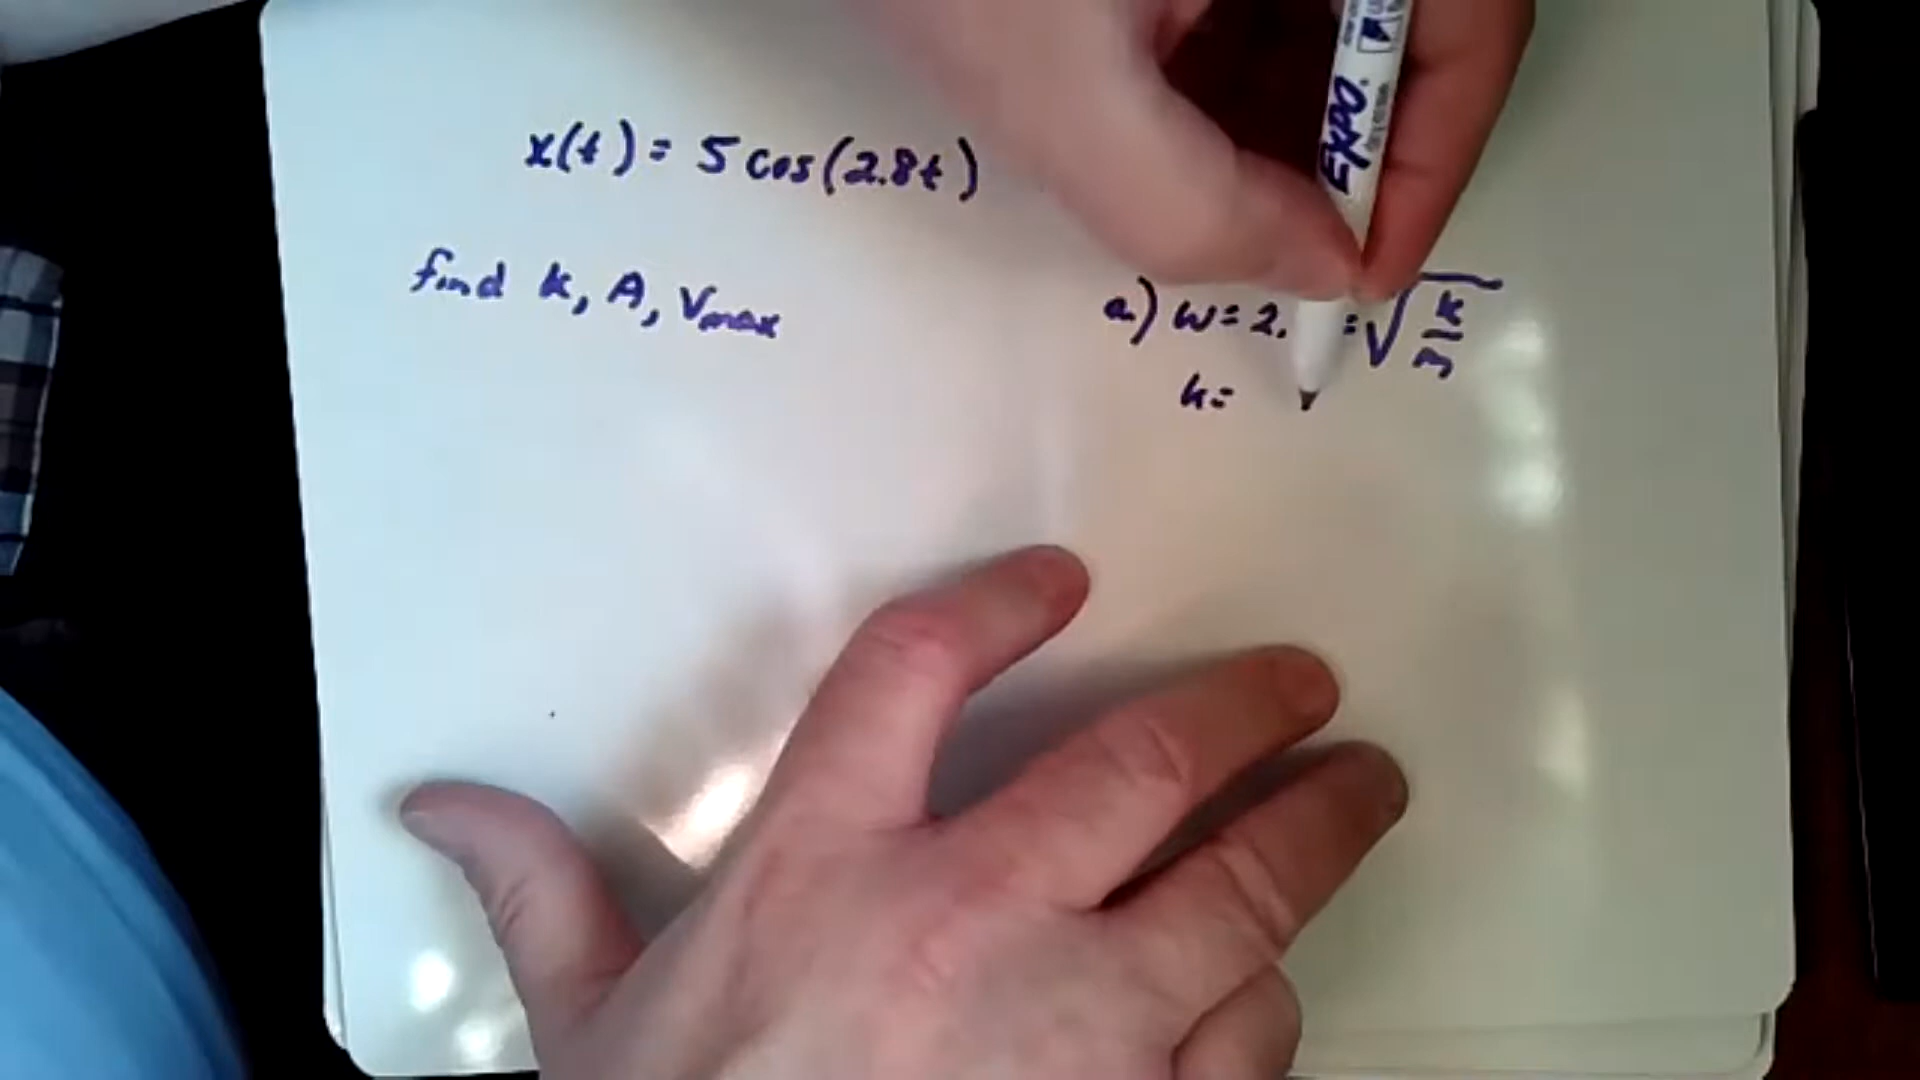 x(t) = 5 cos(2.8t)
find k, A, Vmax
a) ω = 2. = √(k/m)
k =
EXPO